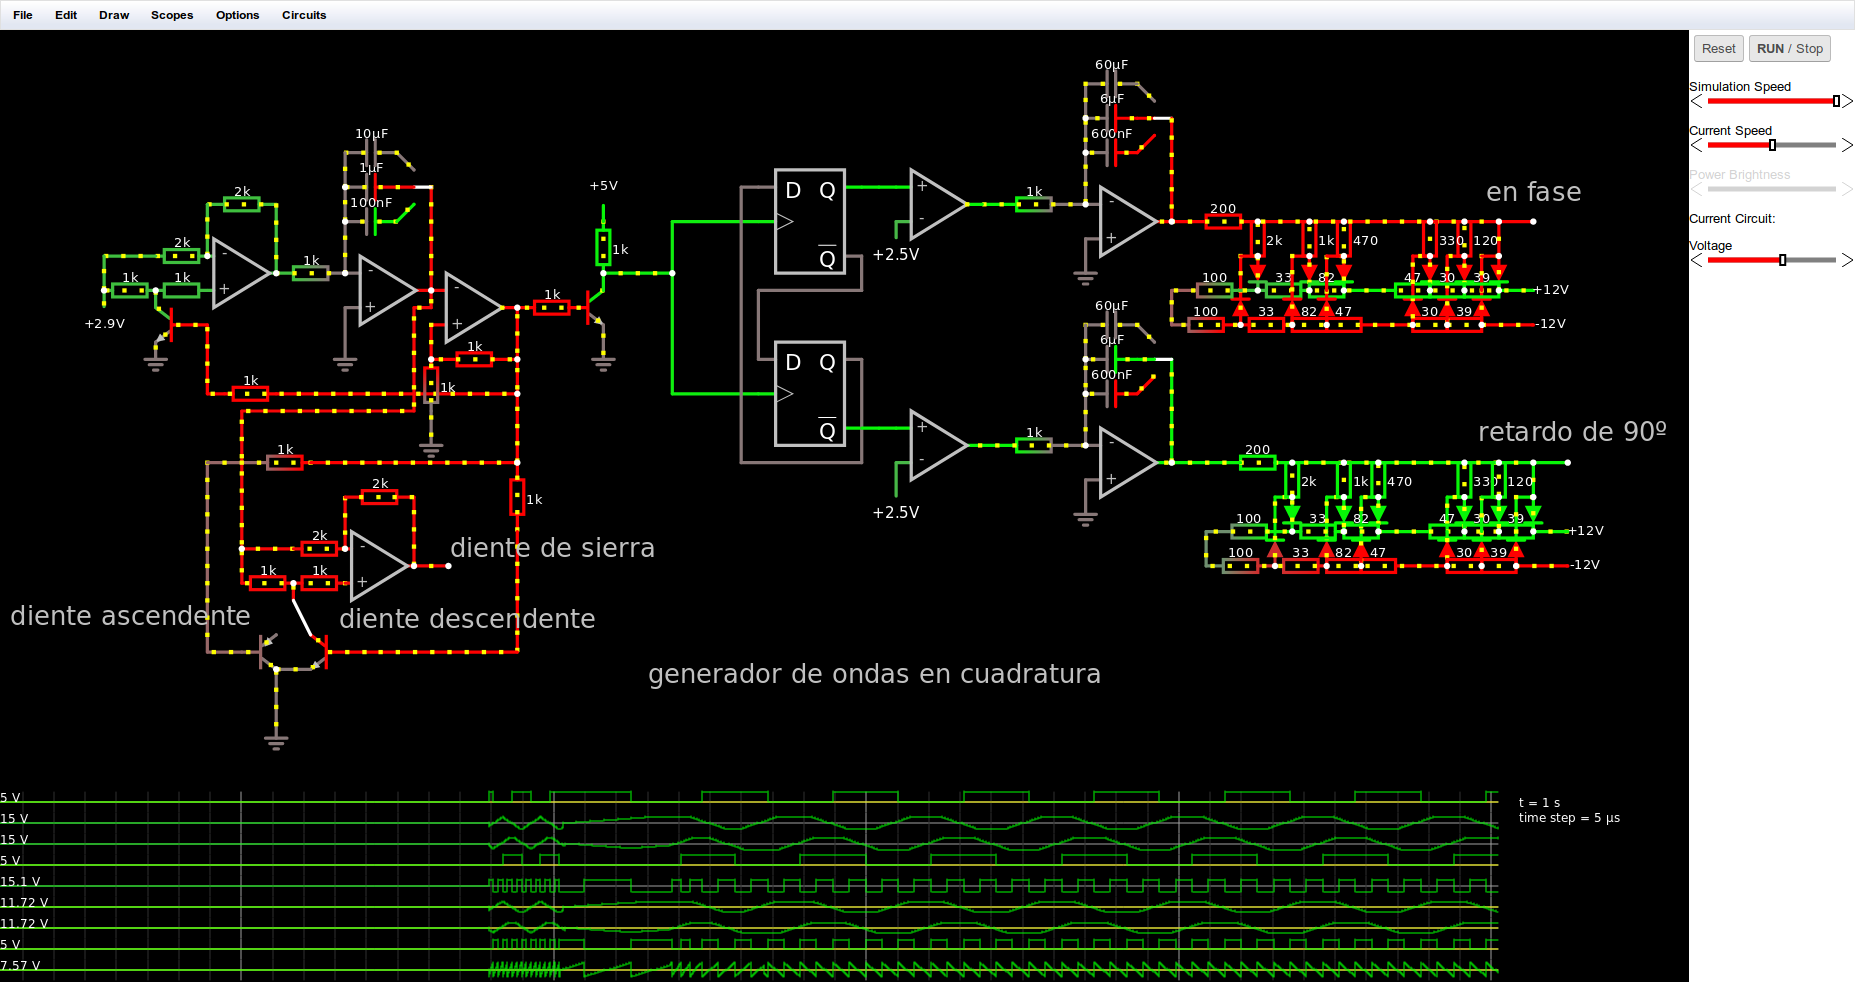 File Edit Draw Scopes Options Circuits
Reset RUN / Stop
Simulation Speed
Current Speed
Power Brightness
Current Circuit:
Voltage
60µF
6µF
600nF
10µF
1µF
100nF
+5V
1k
2k
2k
1k
1k
1k
+2.9V
1k
1k
1k
1k
D Q
Q
+2.5V
1k
200
en fase
2k 1k 470 330 120
100 33 82 47 30 39 +12V
100 33 82 47 30 39 -12V
60µF
6µF
600nF
D Q
Q
+2.5V
1k
200
retardo de 90º
2k 1k 470 330 120
100 33 82 47 30 39 +12V
100 33 82 47 30 39 -12V
1k
2k
1k
2k
1k 1k
diente de sierra
diente ascendente
diente descendente
generador de ondas en cuadratura
5 V
15 V
15 V
5 V
15.1 V
11.72 V
11.72 V
5 V
7.57 V
t = 1 s
time step = 5 µs